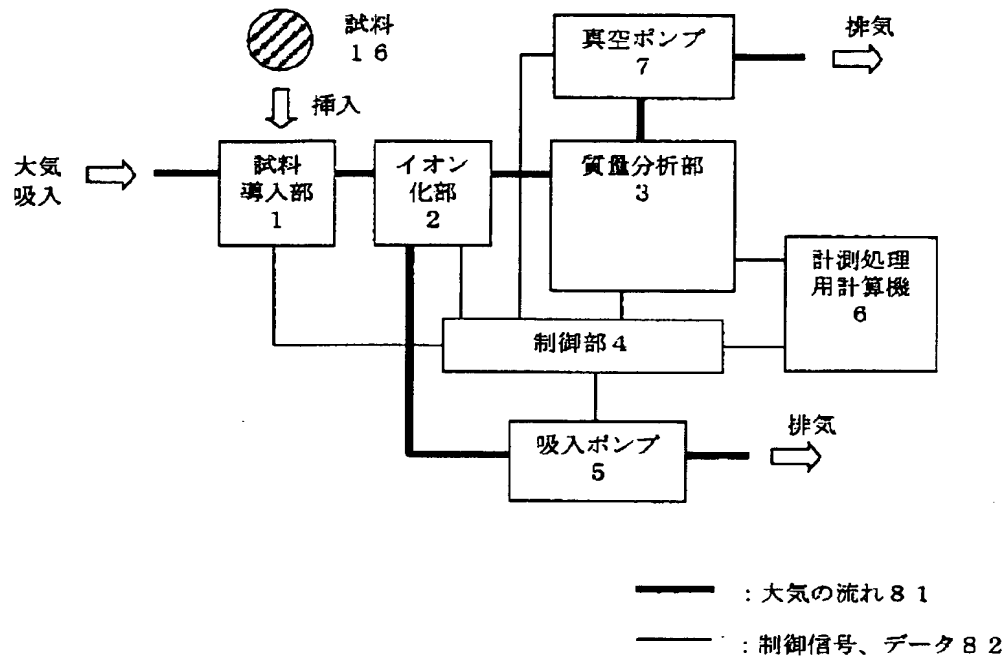 試料
16
挿入
大気
吸入
試料
導入部
1
イオン
化部
2
真空ポンプ
7
排気
質量分析部
3
計測処理
用計算機
6
制御部4
吸入ポンプ
5
排気
:大気の流れ81
:制御信号、データ82